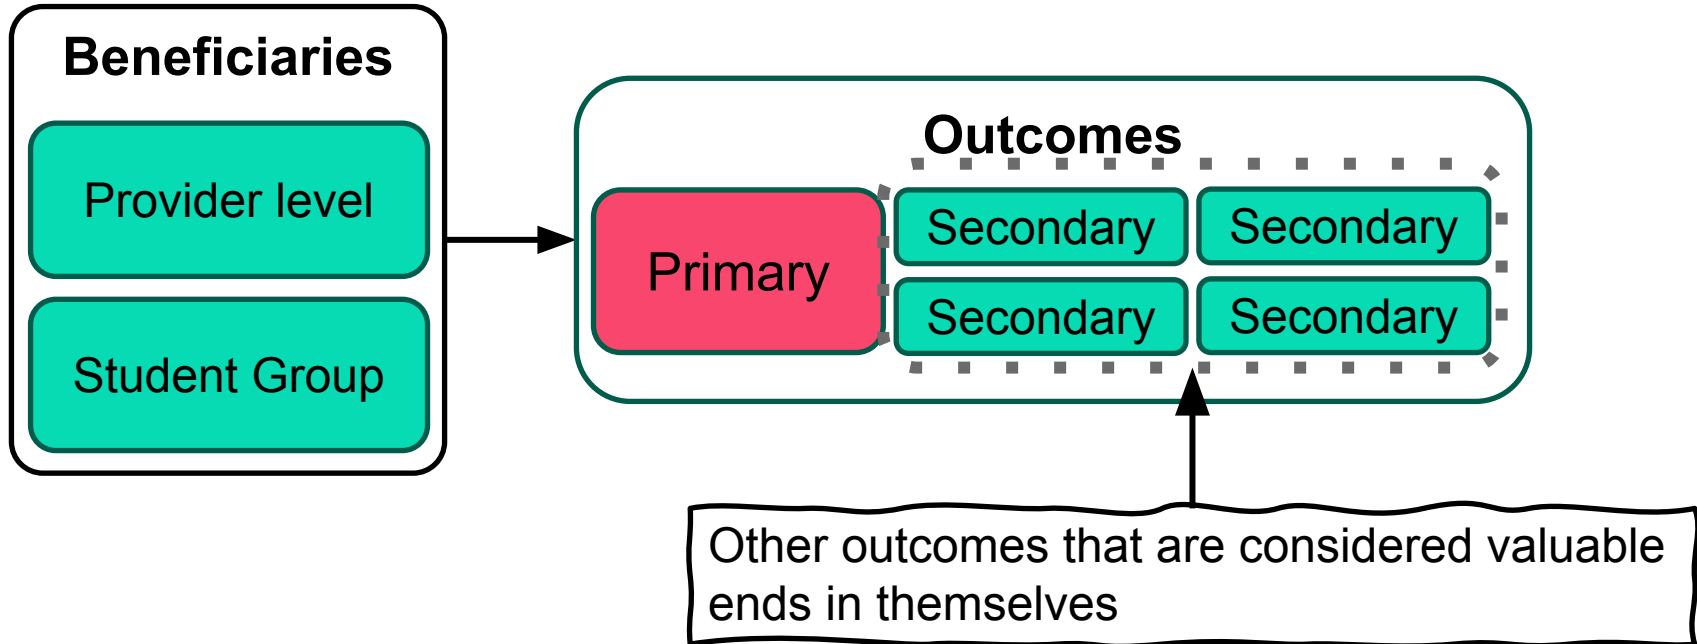 Beneficiaries
Provider level
Student Group
Outcomes
Primary
Secondary
Secondary
Secondary
Secondary
Other outcomes that are considered valuable
ends in themselves